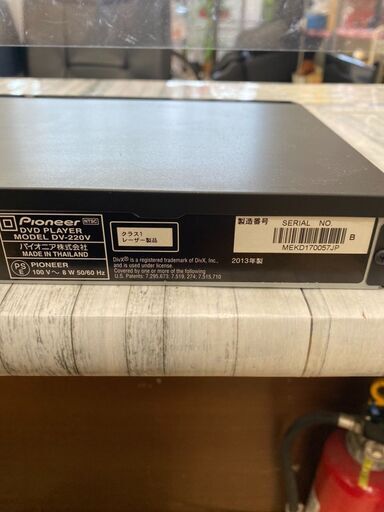 Pioneer NTSC
DVD PLAYER
MODEL DV-220V
パイオニア株式会社
MADE IN THAILAND
PS E PIONEER
100 V～ 8 W 50/60 Hz
クラス1
レーザー製品
DivX® is a registered trademark of DivX, Inc.,
and is used under license.
Covered by one or more of the following
U.S. Patents: 7,295,673, 7,519, 274; 7,515,710
製造番号 SERIAL NO.
MEKD170057JP
B
2013年製